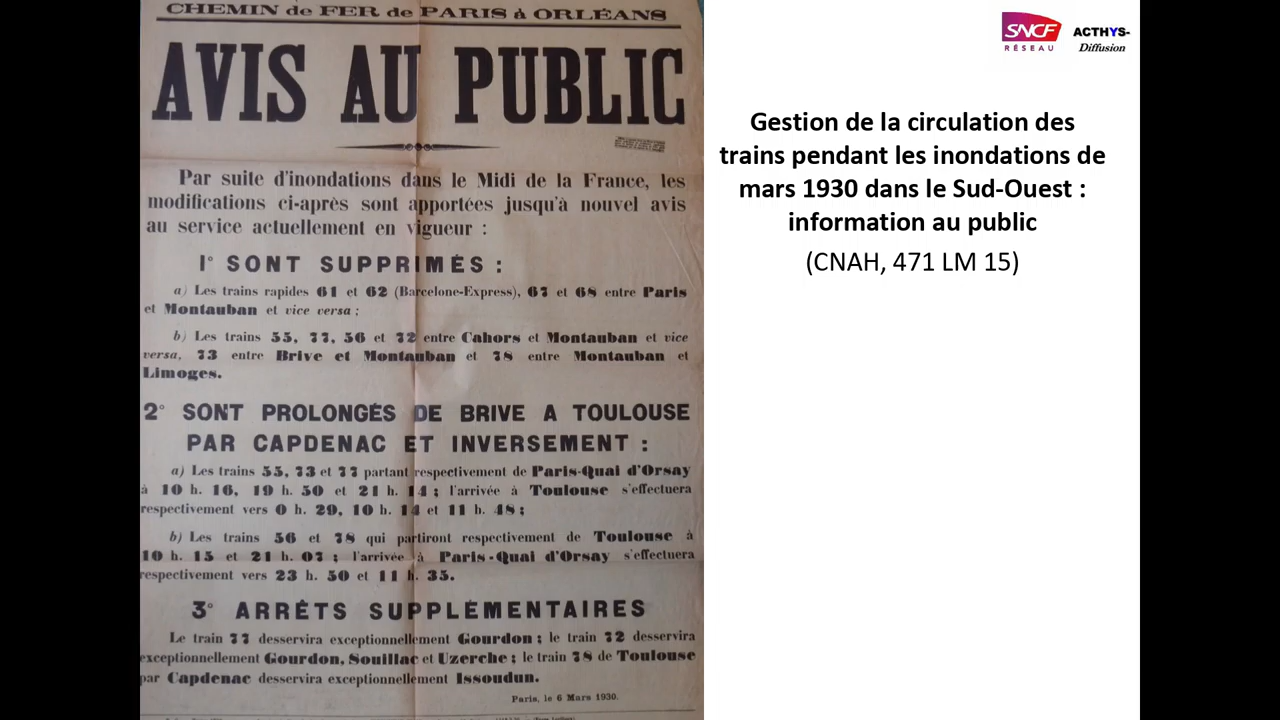 CHEMIN de FER de PARIS à ORLÉANS
AVIS AU PUBLIC
Par suite d'inondations dans le Midi de la France, les
modifications ci-après sont apportées jusqu'à nouvel avis
au service actuellement en vigueur :
1° SONT SUPPRIMÉS :
a) Les trains rapides 61 et 62 (Barcelone-Express), 67 et 68 entre Paris
et Montauban et vice versa ;
b) Les trains 55, 77, 56 et 72 entre Cahors et Montauban et vice
versa, 73 entre Brive et Montauban et 78 entre Montauban et
Limoges.
2° SONT PROLONGÉS DE BRIVE A TOULOUSE
PAR CAPDENAC ET INVERSEMENT :
a) Les trains 55, 73 et 77 partant respectivement de Paris-Quai d'Orsay
à 10 h. 16, 19 h. 50 et 21 h. 14 ; l'arrivée à Toulouse s'effectuera
respectivement vers 0 h. 29, 10 h. 14 et 11 h. 48 ;
b) Les trains 56 et 78 qui partiront respectivement de Toulouse à
10 h. 15 et 21 h. 07 ; l'arrivée à Paris-Quai d'Orsay s'effectuera
respectivement vers 23 h. 50 et 11 h. 35.
3° ARRÊTS SUPPLÉMENTAIRES
Le train 77 desservira exceptionnellement Gourdon ; le train 72 desservira
exceptionnellement Gourdon, Souillac et Uzerche ; le train 78 de Toulouse
par Capdenac desservira exceptionnellement Issoudun.
Paris, le 6 Mars 1930.
SNCF
RÉSEAU
ACTHYS-
Diffusion
Gestion de la circulation des
trains pendant les inondations de
mars 1930 dans le Sud-Ouest :
information au public
(CNAH, 471 LM 15)